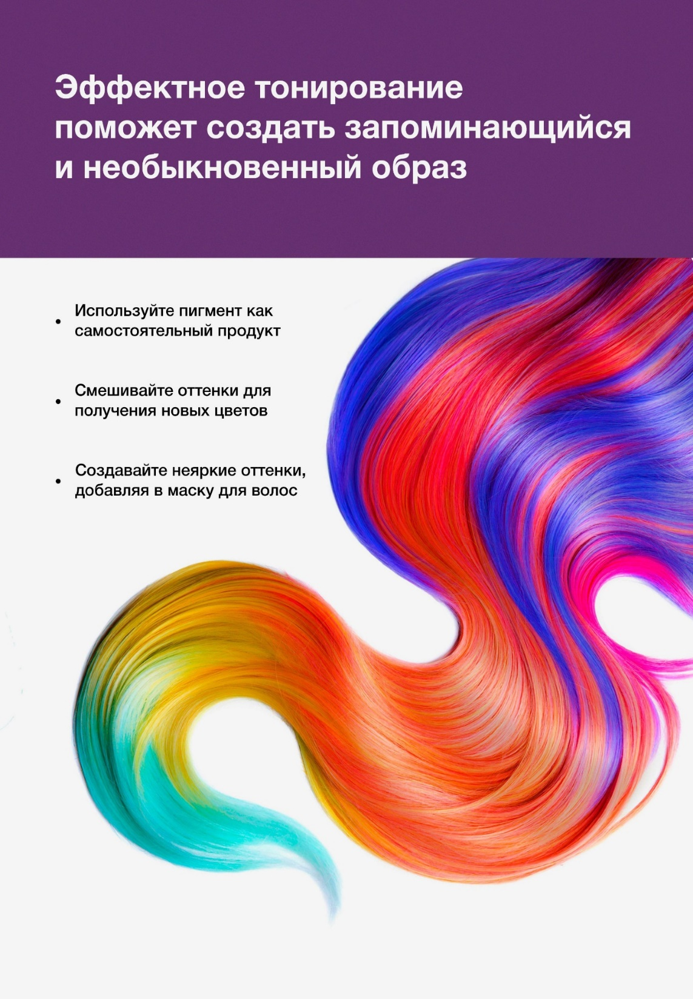 Эффектное тонирование
поможет создать запоминающийся
и необыкновенный образ
• Используйте пигмент как
самостоятельный продукт
• Смешивайте оттенки для
получения новых цветов
• Создавайте неяркие оттенки,
добавляя в маску для волос